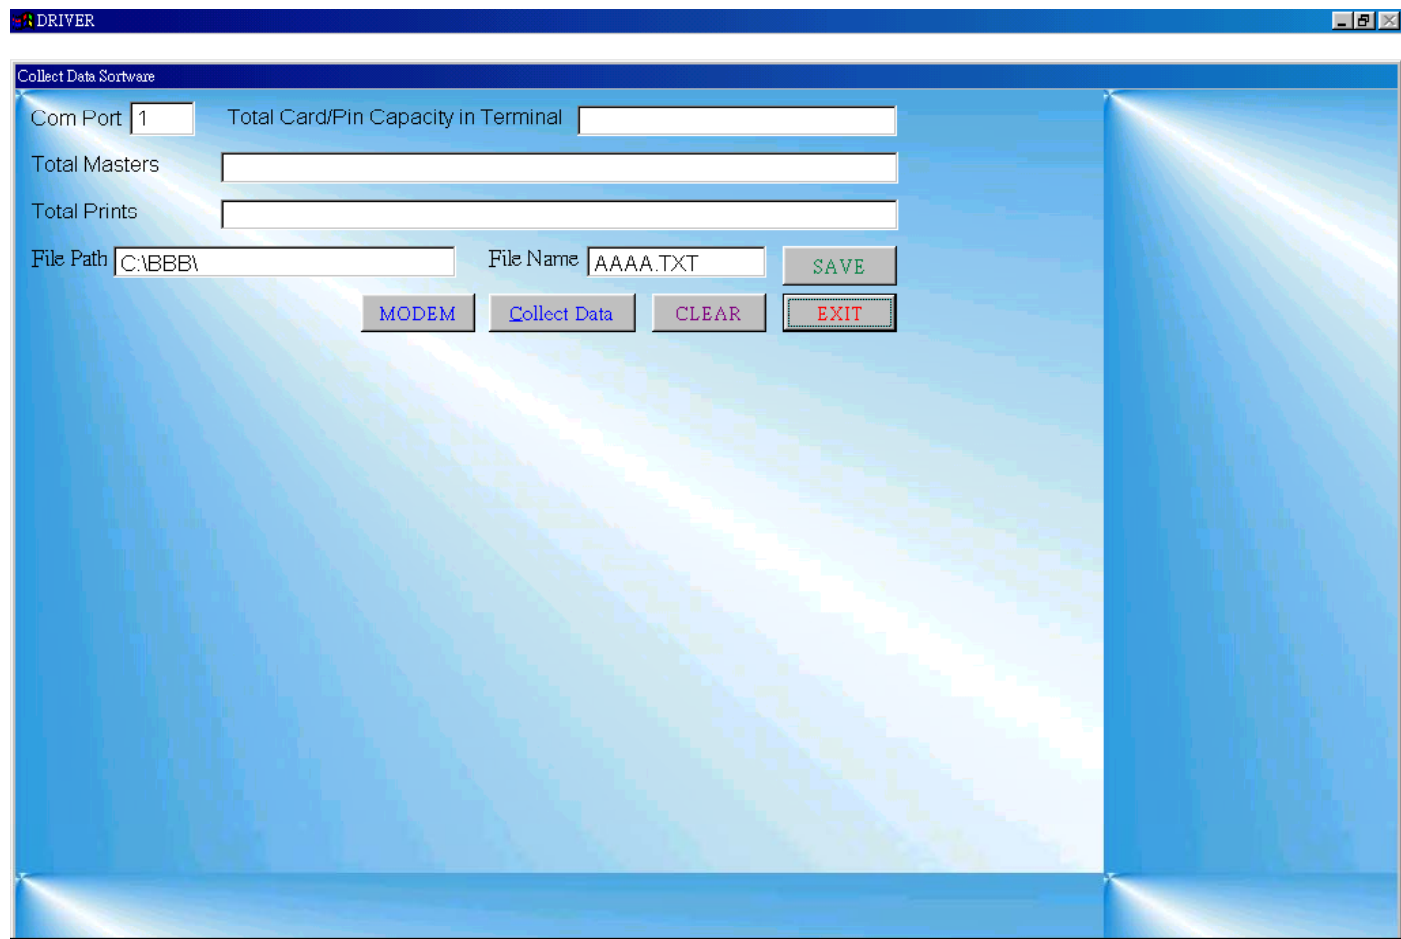 DRIVER
Collect Data Sortware
Com Port 1 Total Card/Pin Capacity in Terminal
Total Masters
Total Prints
File Path C:\BBB\ File Name AAAA.TXT SAVE
MODEM Collect Data CLEAR EXIT